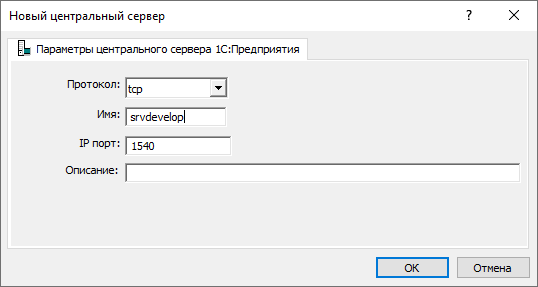 Новый центральный сервер ?
Параметры центрального сервера 1С:Предприятия
Протокол: tcp
Имя: srvdevelop
IP порт: 1540
Описание:
OK Отмена